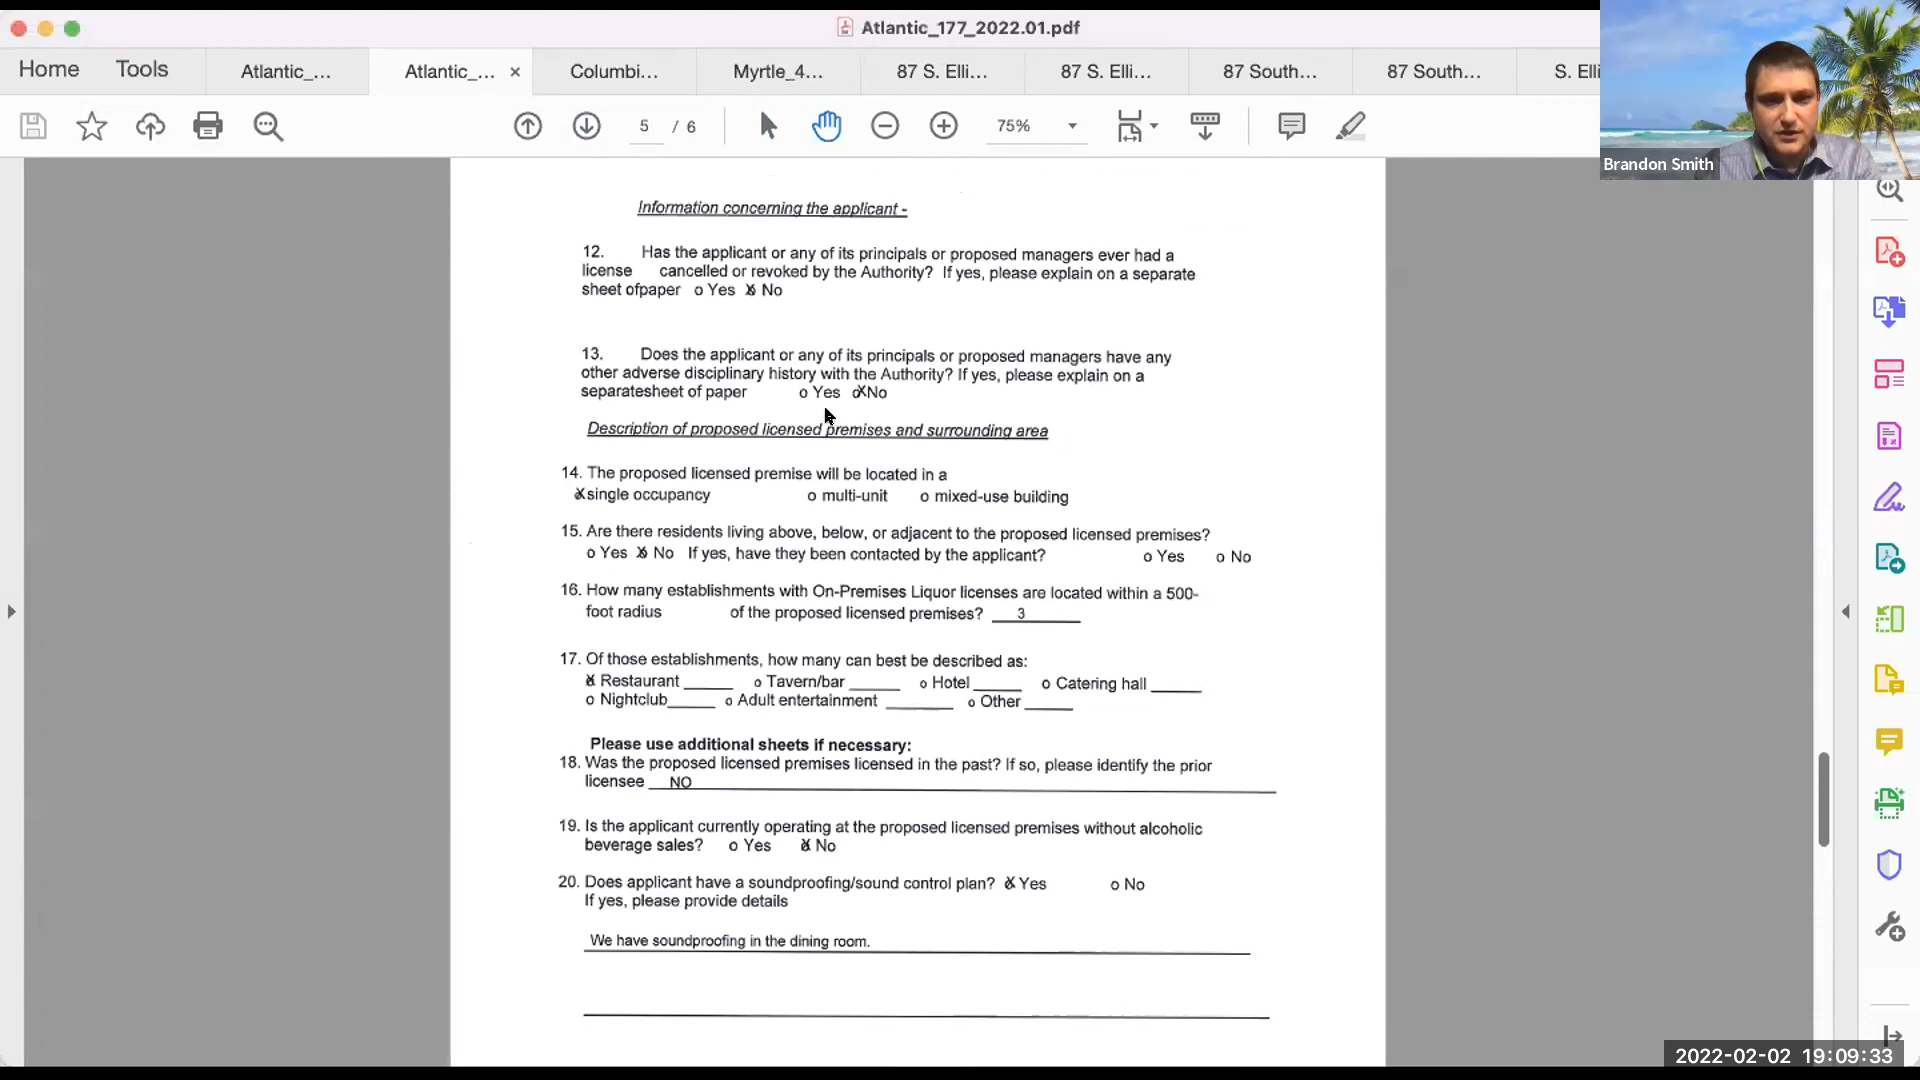 Atlantic_177_2022.01.pdf
Home Tools Atlantic_... Atlantic_... × Columbi... Myrtle_4... 87 S. Elli... 87 S. Elli... 87 South... 87 South... S. Elli
5 / 6 75%
Brandon Smith
Information concerning the applicant -
12. Has the applicant or any of its principals or proposed managers ever had a
license cancelled or revoked by the Authority? If yes, please explain on a separate
sheet ofpaper o Yes X No
13. Does the applicant or any of its principals or proposed managers have any
other adverse disciplinary history with the Authority? If yes, please explain on a
separatesheet of paper o Yes oXNo
Description of proposed licensed premises and surrounding area
14. The proposed licensed premise will be located in a
X single occupancy o multi-unit o mixed-use building
15. Are there residents living above, below, or adjacent to the proposed licensed premises?
o Yes X No If yes, have they been contacted by the applicant? o Yes o No
16. How many establishments with On-Premises Liquor licenses are located within a 500-
foot radius of the proposed licensed premises? 3
17. Of those establishments, how many can best be described as:
X Restaurant _____ o Tavern/bar _____ o Hotel _____ o Catering hall _____
o Nightclub_____ o Adult entertainment _______ o Other _____
Please use additional sheets if necessary:
18. Was the proposed licensed premises licensed in the past? If so, please identify the prior
licensee NO
19. Is the applicant currently operating at the proposed licensed premises without alcoholic
beverage sales? o Yes X No
20. Does applicant have a soundproofing/sound control plan? X Yes o No
If yes, please provide details
We have soundproofing in the dining room.
2022-02-02 19:09:33